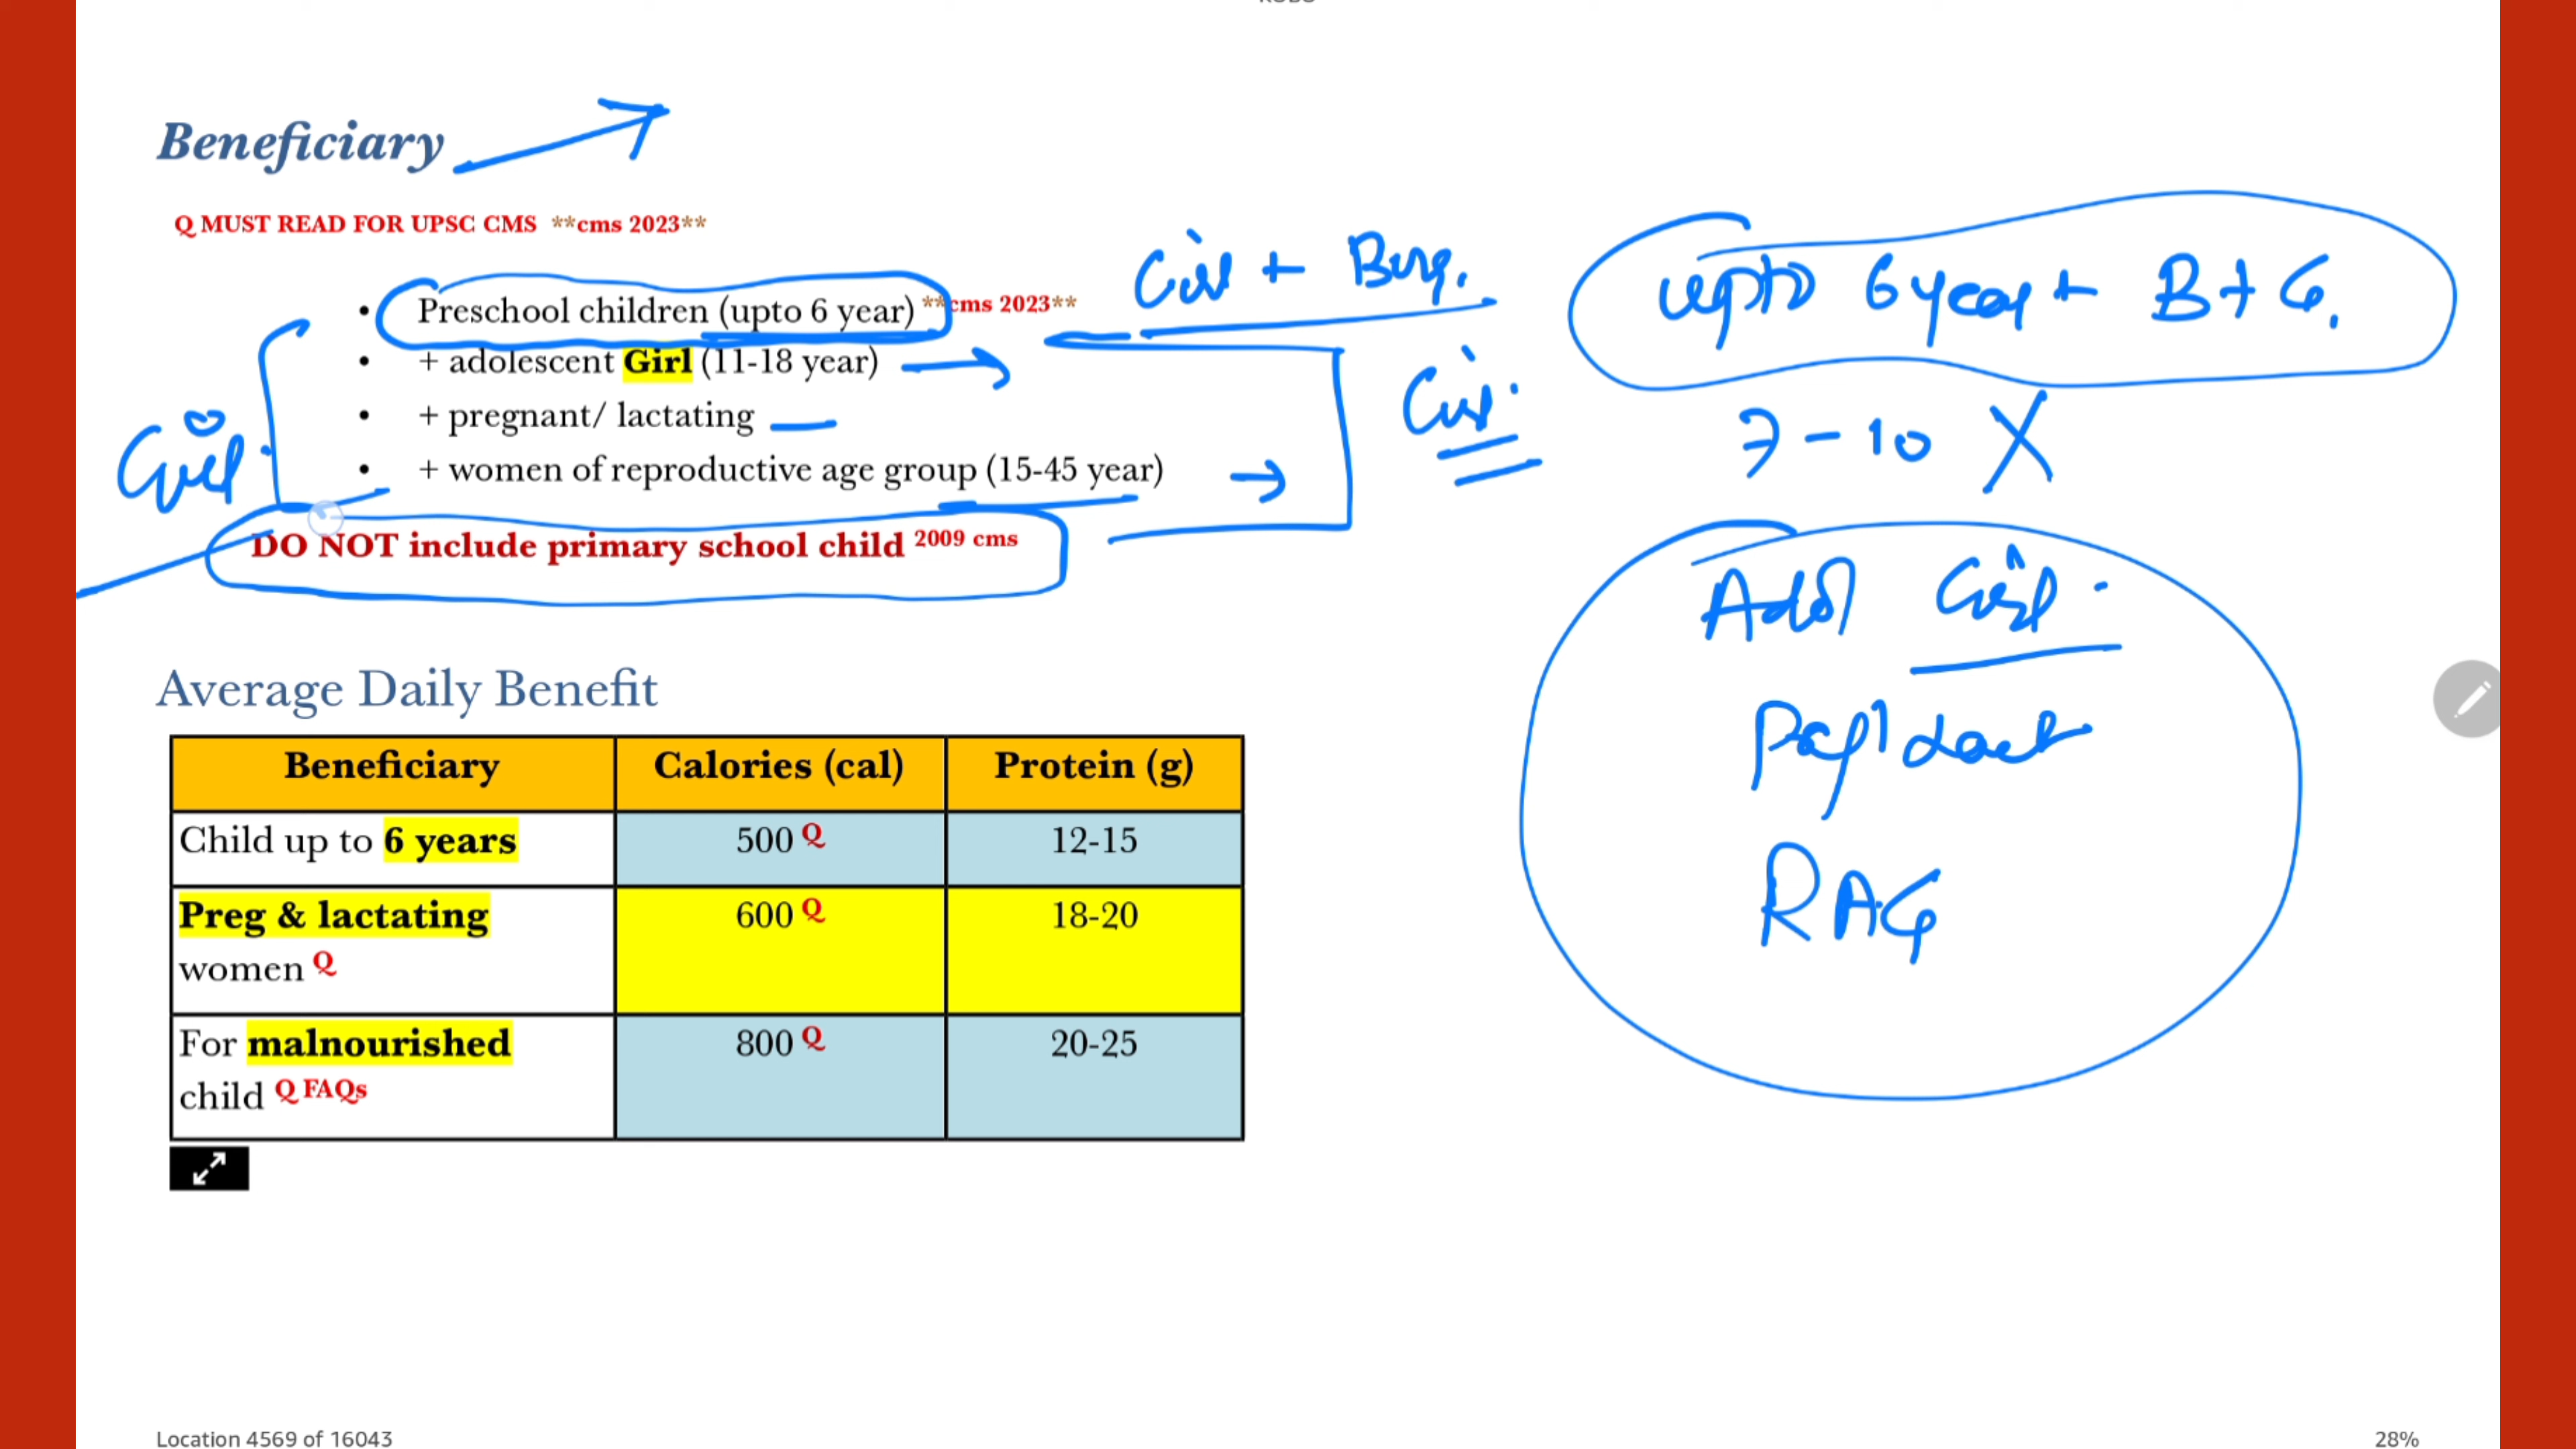 Beneficiary
Q MUST READ FOR UPSC CMS **cms 2023**
• Preschool children (upto 6 year) **cms 2023**
• + adolescent Girl (11-18 year)
• + pregnant/ lactating
• + women of reproductive age group (15-45 year)
DO NOT include primary school child 2009 cms
Girl +
Girl
upto 6 year + B + G.
7-10 X
Adol Girl
RAG
Average Daily Benefit
Beneficiary Calories (cal) Protein (g)
Child up to 6 years 500 Q 12-15
Preg & lactating women Q 600 Q 18-20
For malnourished child Q FAQs 800 Q 20-25
Location 4569 of 16043
28%